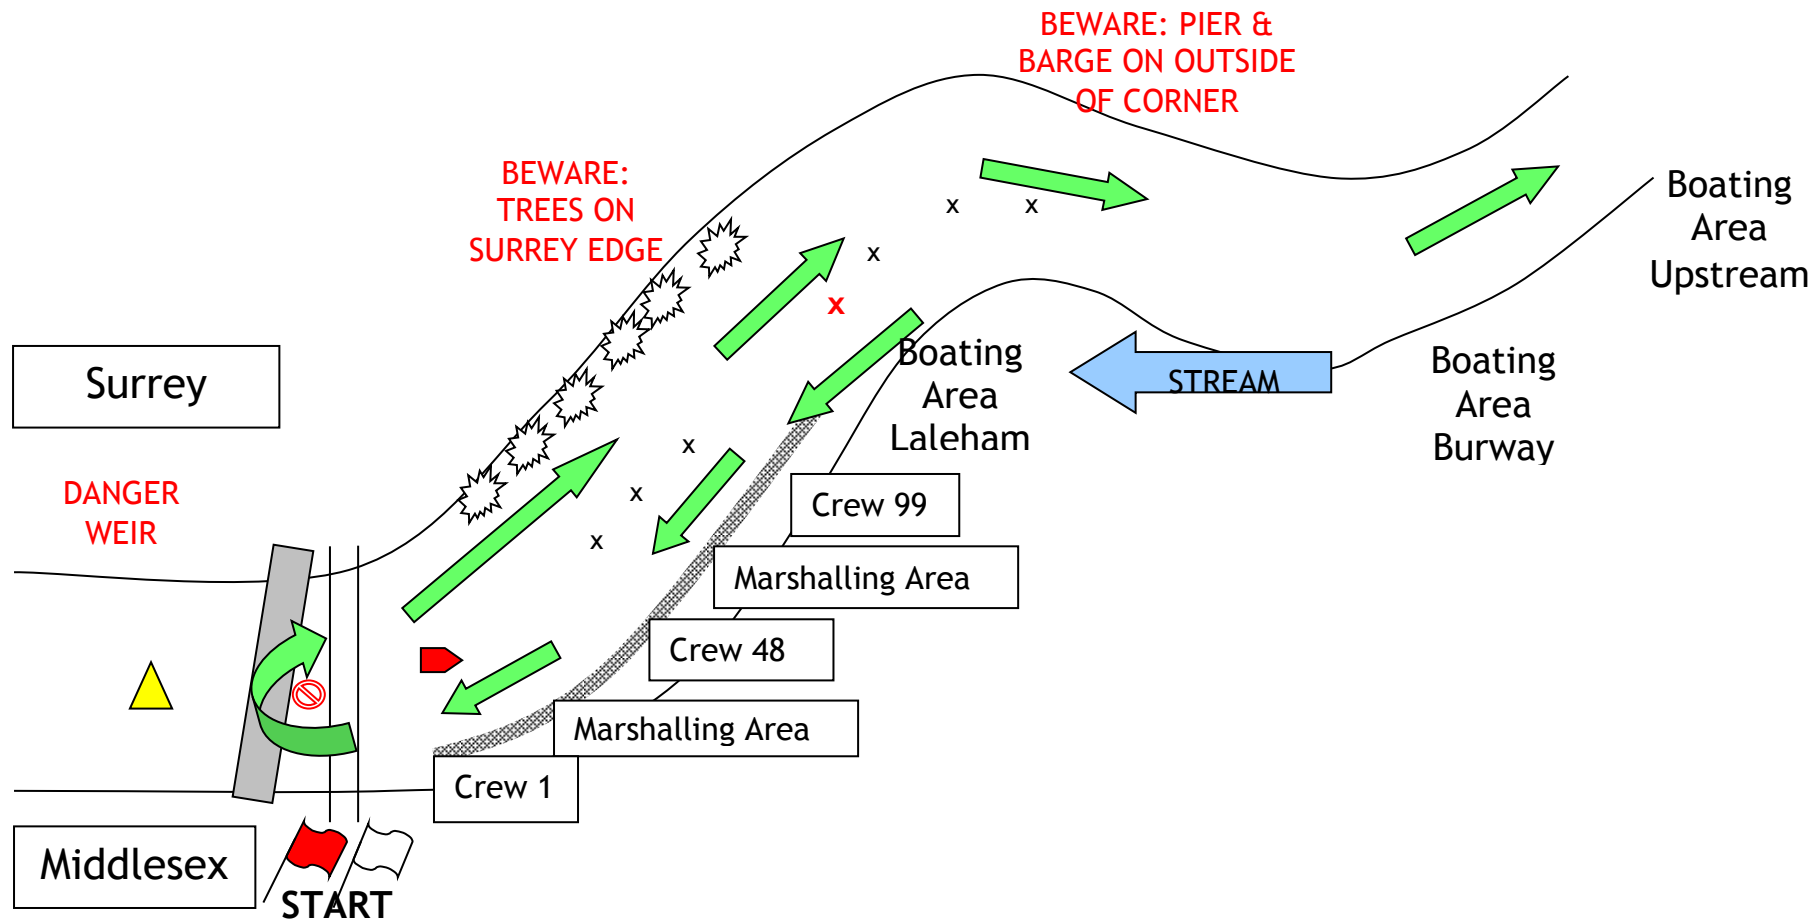 BEWARE: PIER &
BARGE ON OUTSIDE
OF CORNER
BEWARE:
TREES ON
SURREY EDGE
x
x
x
x
Boating
Area
Upstream
Surrey
Boating
Area
Laleham
STREAM
Boating
Area
Burway
x
x
x
DANGER
WEIR
Crew 99
Marshalling Area
Crew 48
Marshalling Area
Crew 1
Middlesex
START